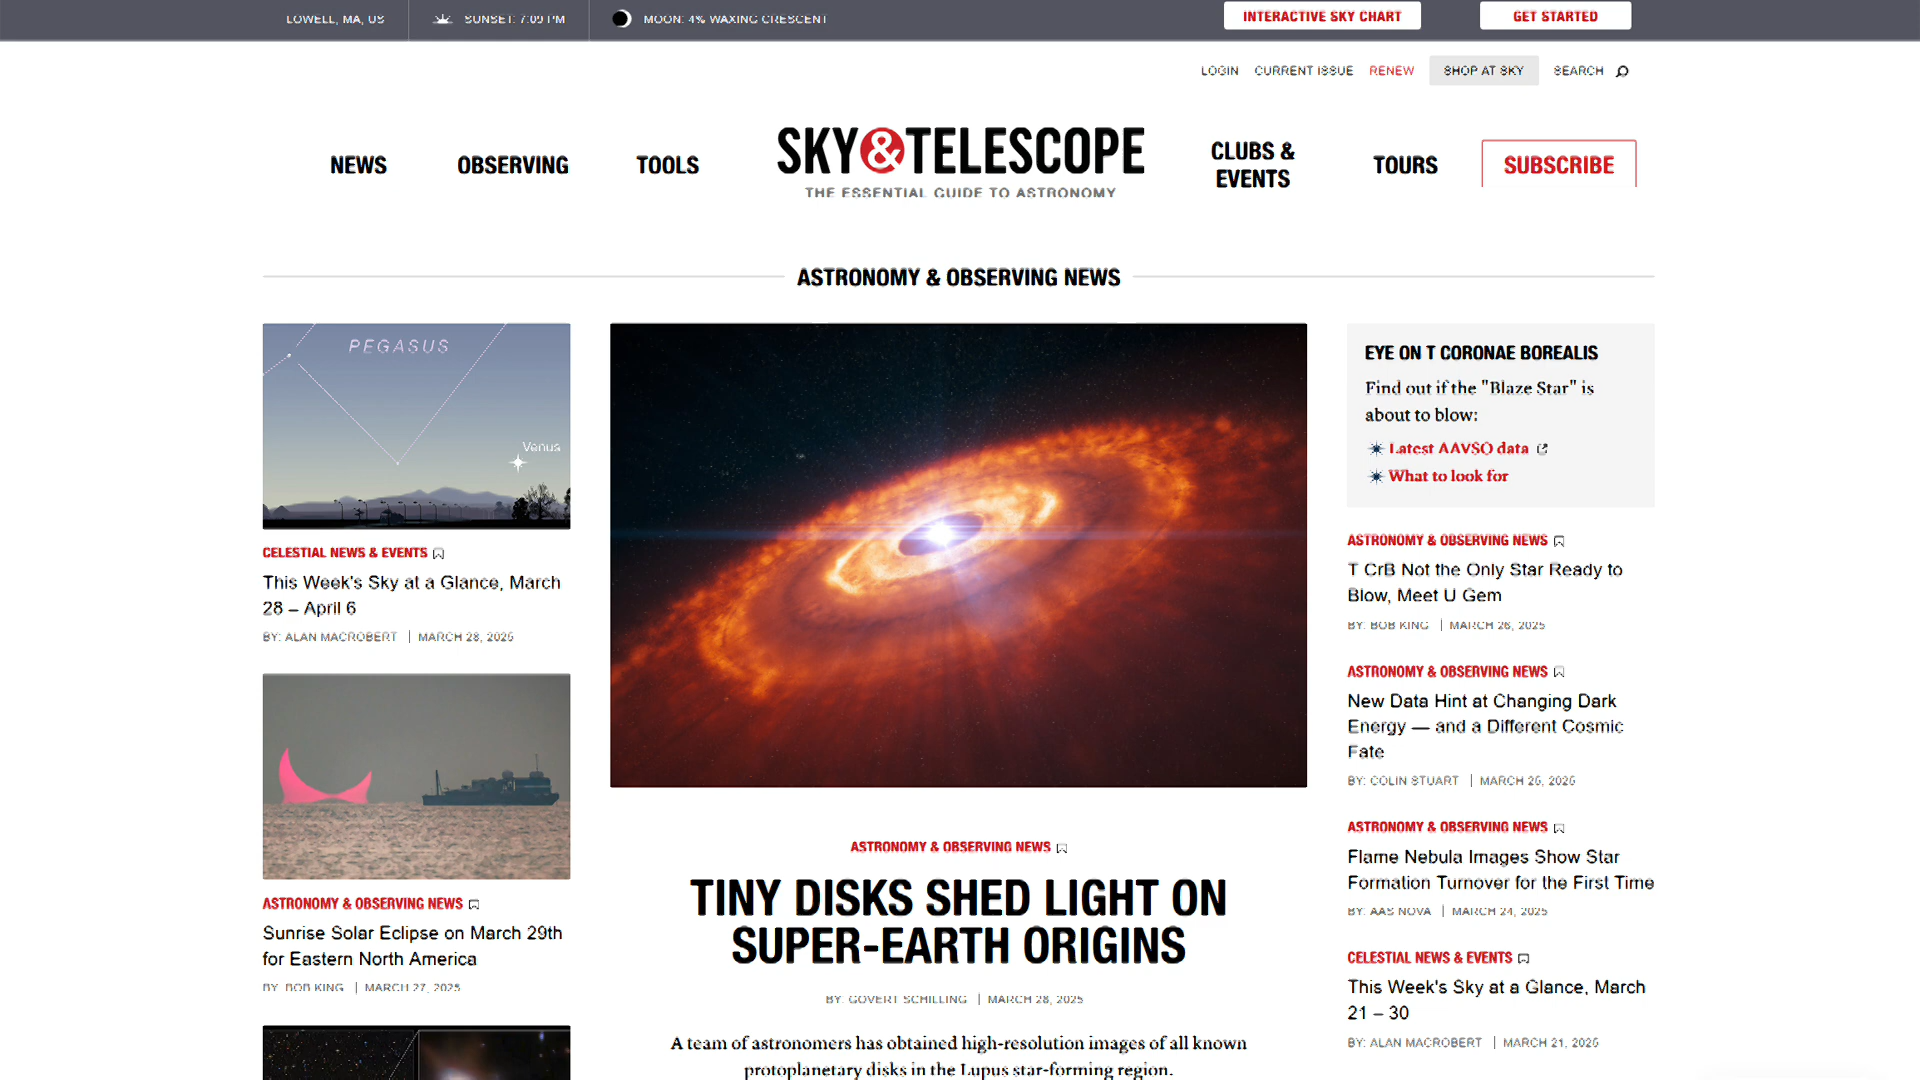 LOWELL, MA, US
SUNSET: 7:09 PM
MOON: 4% WAXING CRESCENT
INTERACTIVE SKY CHART
GET STARTED
LOGIN
CURRENT ISSUE
RENEW
SHOP AT SKY
SEARCH
NEWS
OBSERVING
TOOLS
SKY&TELESCOPE
THE ESSENTIAL GUIDE TO ASTRONOMY
CLUBS &
EVENTS
TOURS
SUBSCRIBE
ASTRONOMY & OBSERVING NEWS
PEGASUS
Venus
CELESTIAL NEWS & EVENTS
This Week's Sky at a Glance, March
28 – April 6
BY: ALAN MACROBERT | MARCH 28, 2025
ASTRONOMY & OBSERVING NEWS
Sunrise Solar Eclipse on March 29th
for Eastern North America
BY: BOB KING | MARCH 27, 2025
ASTRONOMY & OBSERVING NEWS
TINY DISKS SHED LIGHT ON
SUPER-EARTH ORIGINS
BY: GOVERT SCHILLING | MARCH 28, 2025
A team of astronomers has obtained high-resolution images of all known
protoplanetary disks in the Lupus star-forming region.
EYE ON T CORONAE BOREALIS
Find out if the "Blaze Star" is
about to blow:
Latest AAVSO data
What to look for
ASTRONOMY & OBSERVING NEWS
T CrB Not the Only Star Ready to
Blow, Meet U Gem
BY: BOB KING | MARCH 26, 2025
ASTRONOMY & OBSERVING NEWS
New Data Hint at Changing Dark
Energy — and a Different Cosmic
Fate
BY: COLIN STUART | MARCH 25, 2025
ASTRONOMY & OBSERVING NEWS
Flame Nebula Images Show Star
Formation Turnover for the First Time
BY: AAS NOVA | MARCH 24, 2025
CELESTIAL NEWS & EVENTS
This Week's Sky at a Glance, March
21 – 30
BY: ALAN MACROBERT | MARCH 21, 2025